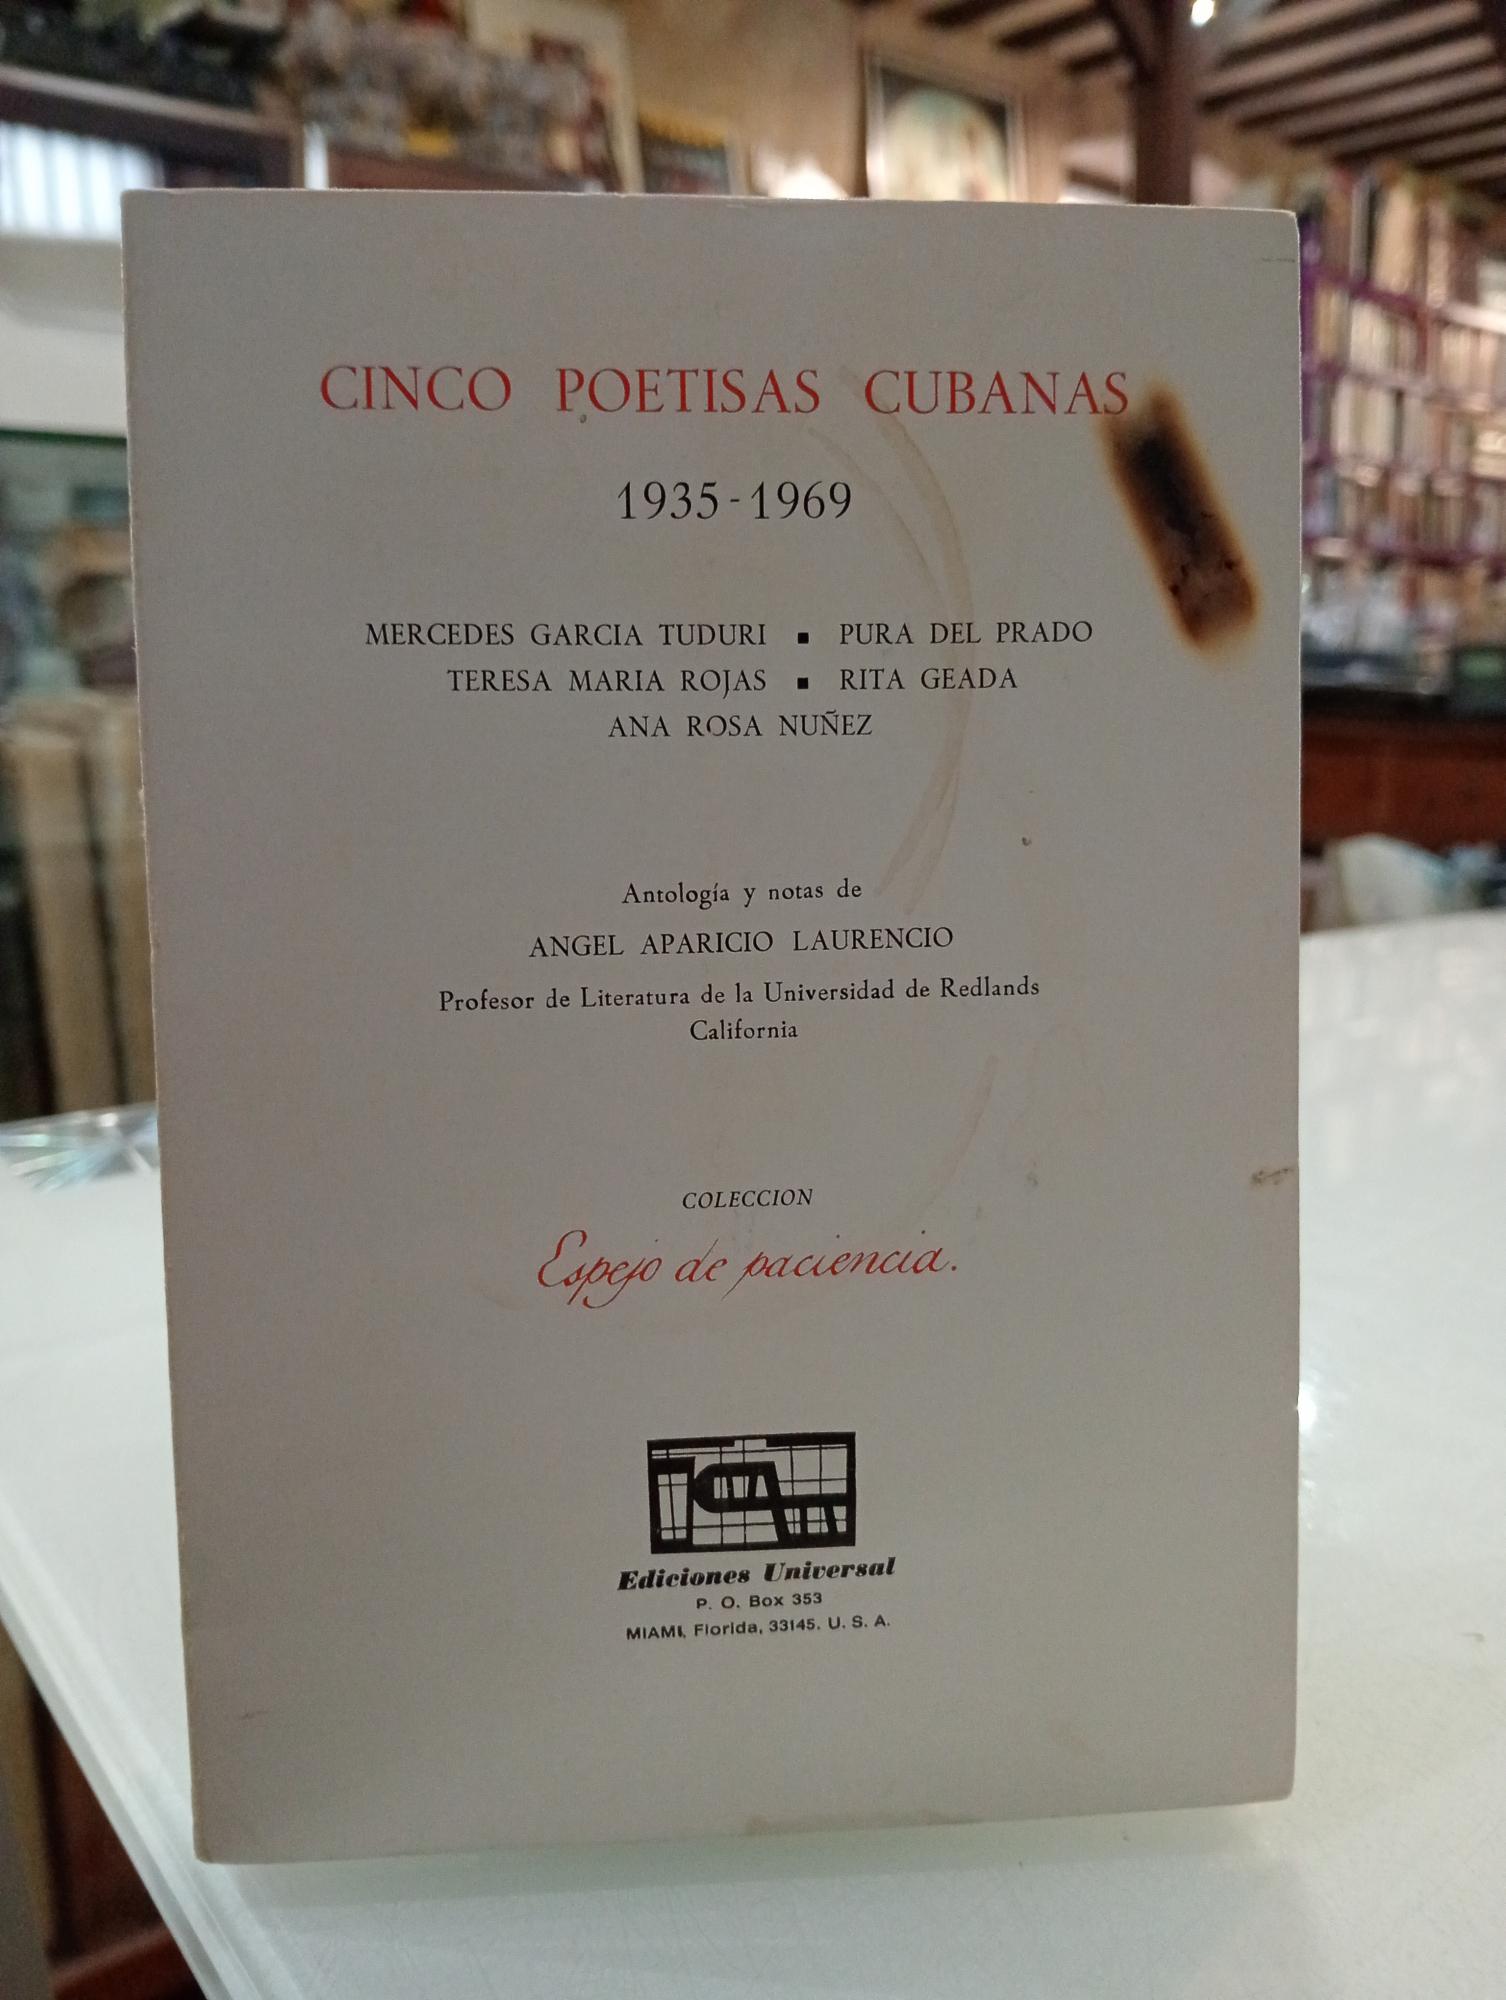 CINCO POETISAS CUBANAS
1935-1969
MERCEDES GARCIA TUDURI ▪ PURA DEL PRADO
TERESA MARIA ROJAS ▪ RITA GEADA
ANA ROSA NUÑEZ
Antología y notas de
ANGEL APARICIO LAURENCIO
Profesor de Literatura de la Universidad de Redlands
California
COLECCION
Espejo de paciencia.
Ediciones Universal
P. O. Box 353
MIAMI, Florida, 33145. U. S. A.